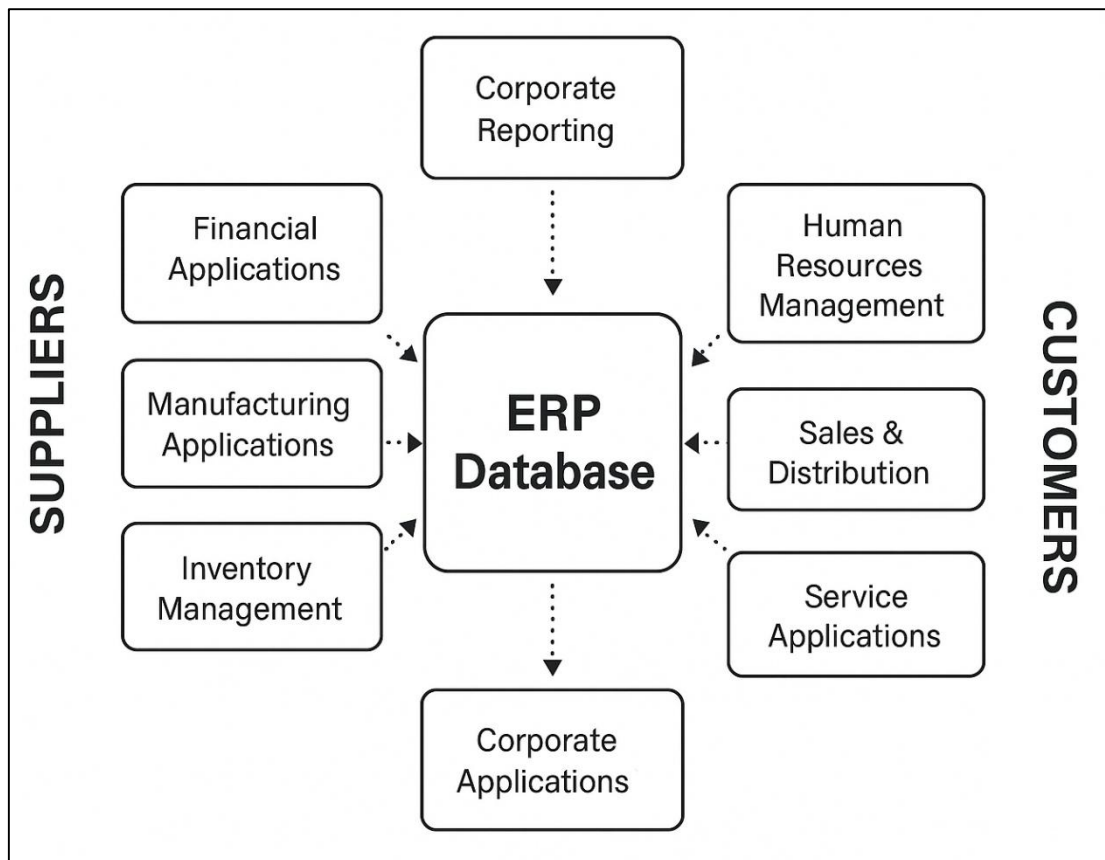 Corporate
Reporting
Financial
Applications
Human
Resources
Management
SUPPLIERS
Manufacturing
Applications
ERP
Database
Sales &
Distribution
CUSTOMERS
Inventory
Management
Service
Applications
Corporate
Applications